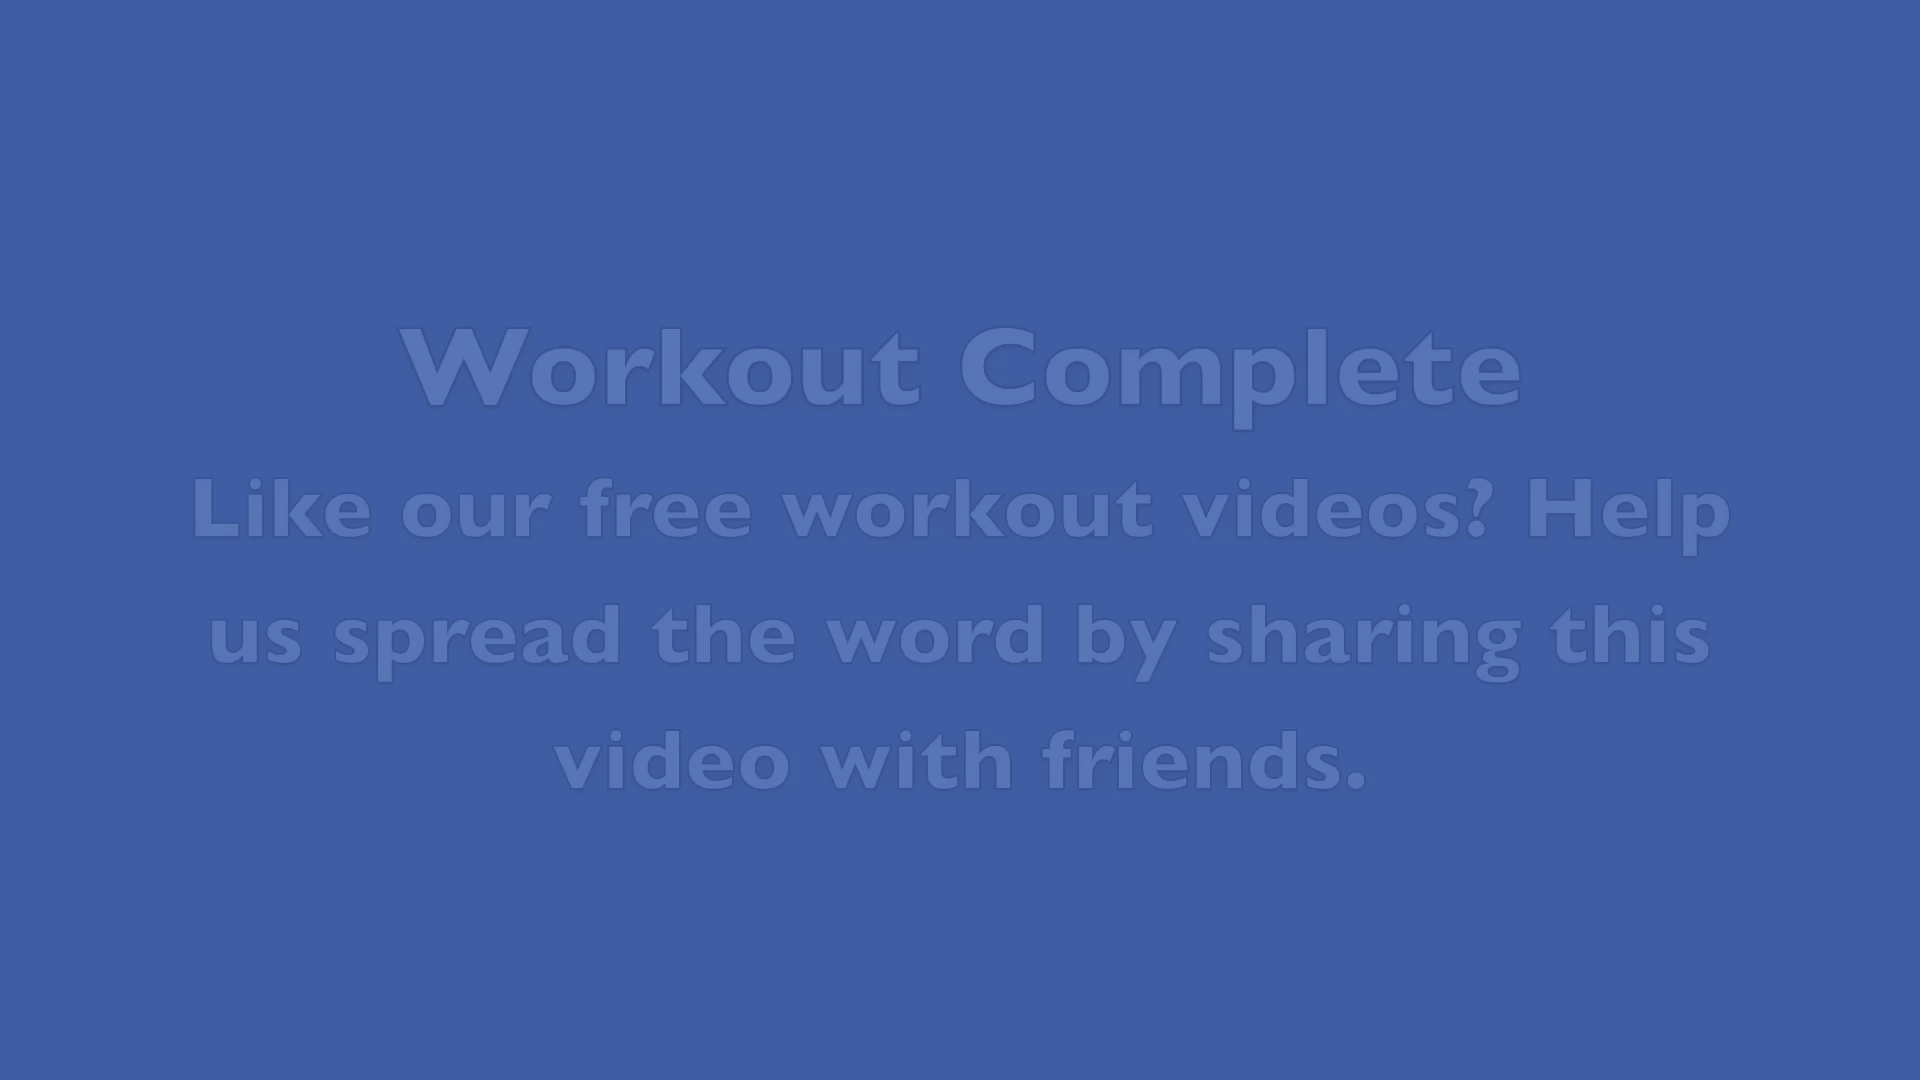 Workout Complete
Like our free workout videos? Help
us spread the word by sharing this
video with friends.